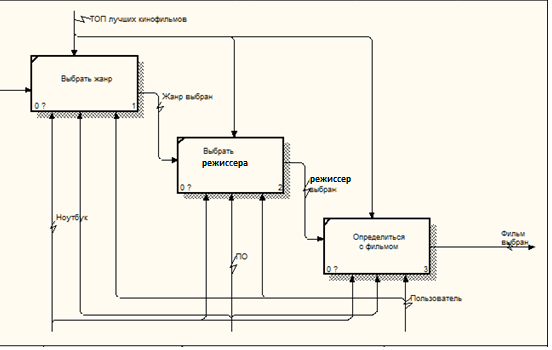 ТОП лучших кинофильмов
Выбрать жанр
0 ?
1
Жанр выбран
Выбрать
режиссера
0 ?
2
режиссер
выбран
Ноутбук
Определиться
с фильмом
0 ?
3
Фильм
выбран
ПО
Пользователь